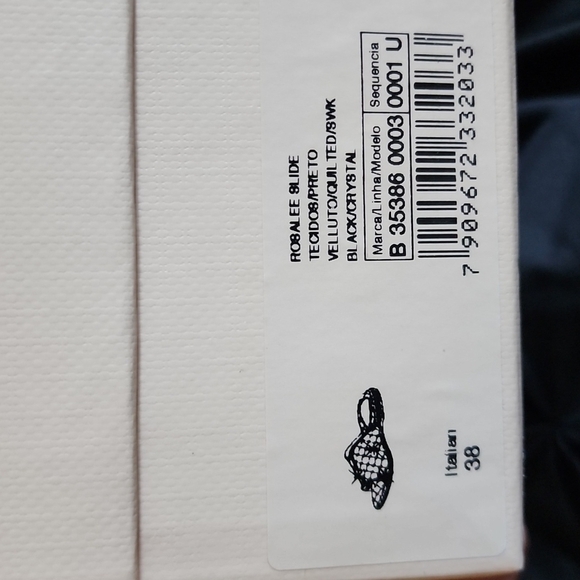 ROSALEE SLIDE
TECIDOS/PRETO
VELLUTO/QUILTED/SWK
BLACK/CRYSTAL
Marca/Linha/Modelo Sequencia
B 35386 0003 0001 U
7 909672 332033
Italian
38